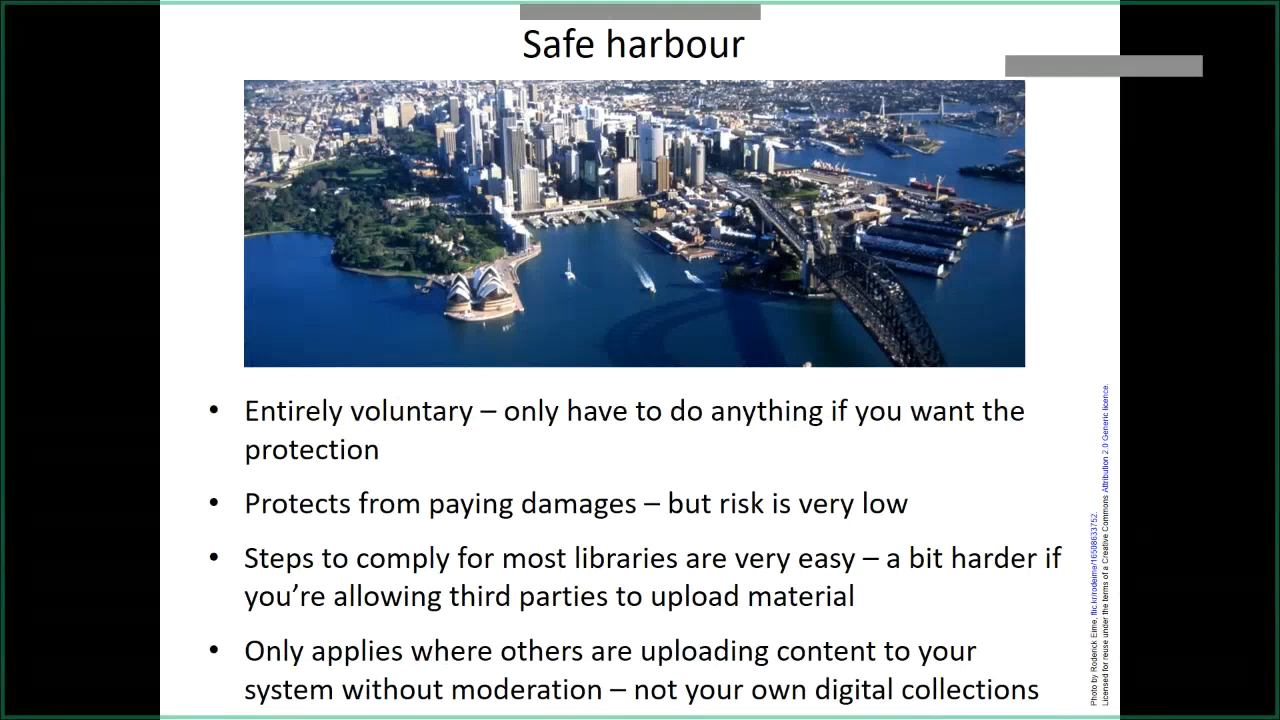 Safe harbour
• Entirely voluntary – only have to do anything if you want the
protection
• Protects from paying damages – but risk is very low
• Steps to comply for most libraries are very easy – a bit harder if
you’re allowing third parties to upload material
• Only applies where others are uploading content to your
system without moderation – not your own digital collections
Photo by Roderick Eime, flic.kr/rodeime/16508633752.
Licensed for reuse under the terms of a Creative Commons Attribution 2.0 Generic licence.